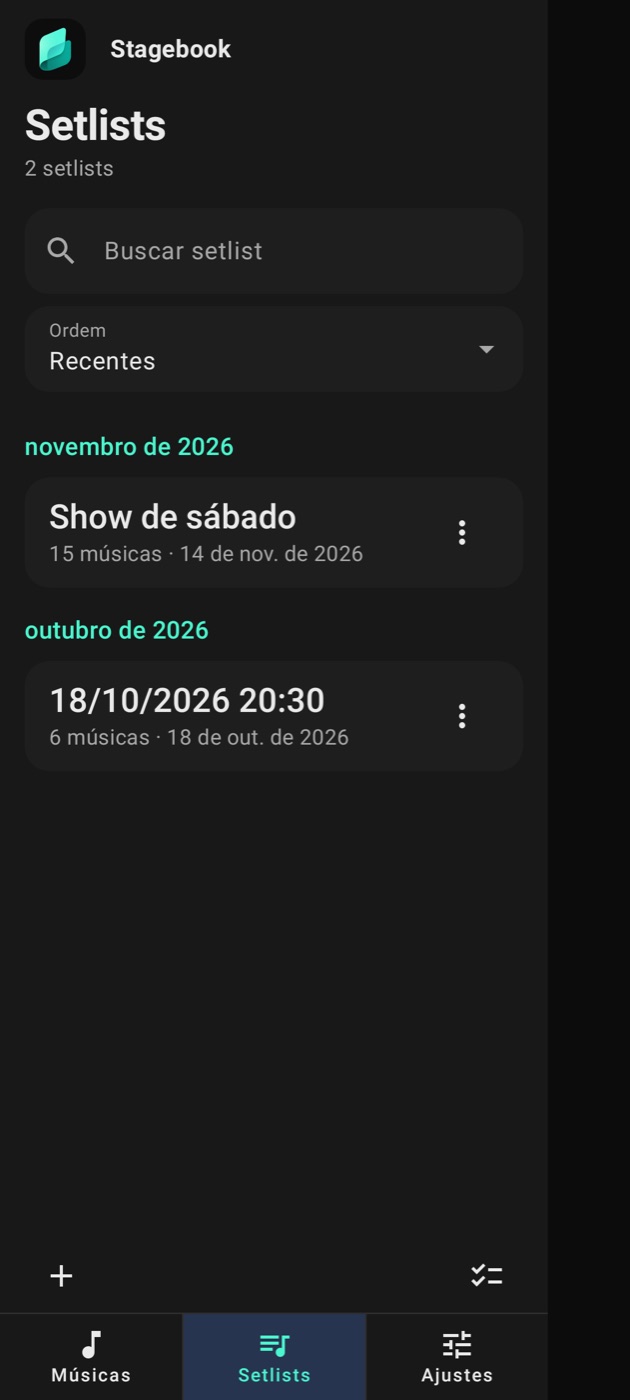 Stagebook
Setlists
2 setlists
Buscar setlist
Ordem
Recentes
novembro de 2026
Show de sábado
15 músicas · 14 de nov. de 2026
outubro de 2026
18/10/2026 20:30
6 músicas · 18 de out. de 2026
Músicas
Setlists
Ajustes